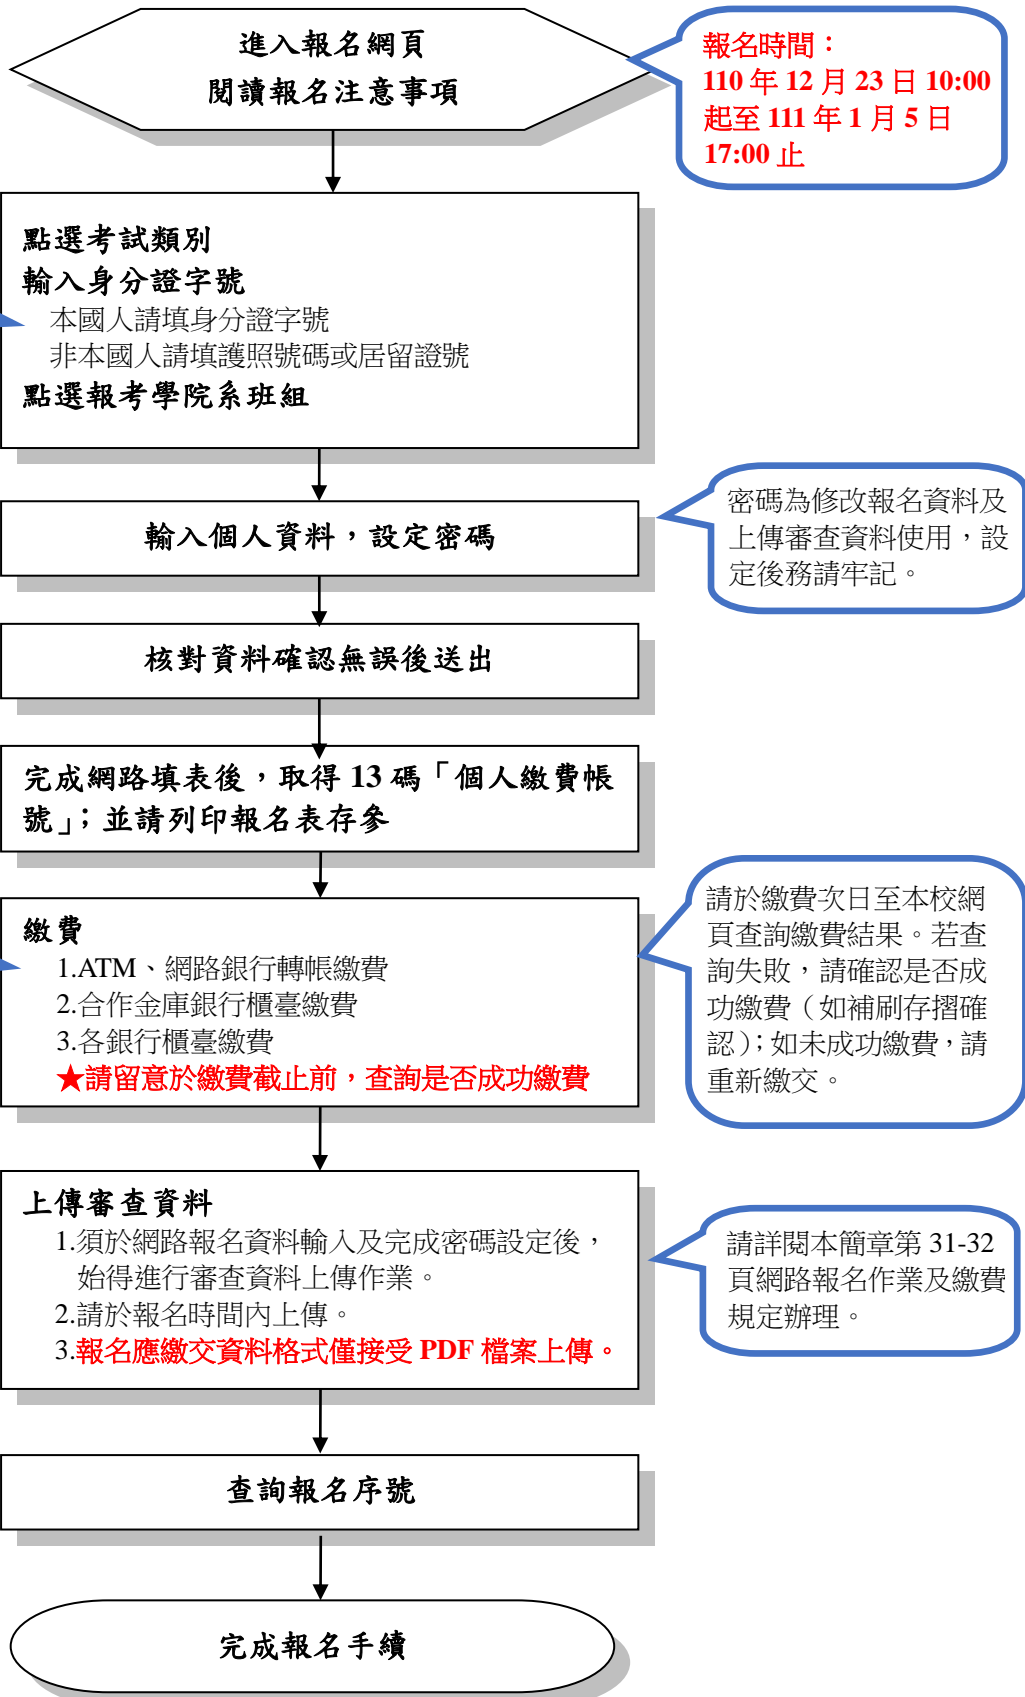 進入報名網頁
閱讀報名注意事項
報名時間：
110 年 12 月 23 日 10:00
起至 111 年 1 月 5 日
17:00 止
點選考試類別
輸入身分證字號
本國人請填身分證字號
非本國人請填護照號碼或居留證號
點選報考學院系班組
輸入個人資料，設定密碼
密碼為修改報名資料及
上傳審查資料使用，設
定後務請牢記。
核對資料確認無誤後送出
完成網路填表後，取得 13 碼「個人繳費帳
號」；並請列印報名表存參
繳費
1.ATM、網路銀行轉帳繳費
2.合作金庫銀行櫃臺繳費
3.各銀行櫃臺繳費
★請留意於繳費截止前，查詢是否成功繳費
請於繳費次日至本校網
頁查詢繳費結果。若查
詢失敗，請確認是否成
功繳費（如補刷存摺確
認）；如未成功繳費，請
重新繳交。
上傳審查資料
1.須於網路報名資料輸入及完成密碼設定後，
始得進行審查資料上傳作業。
2.請於報名時間內上傳。
3.報名應繳交資料格式僅接受 PDF 檔案上傳。
請詳閱本簡章第 31-32
頁網路報名作業及繳費
規定辦理。
查詢報名序號
完成報名手續